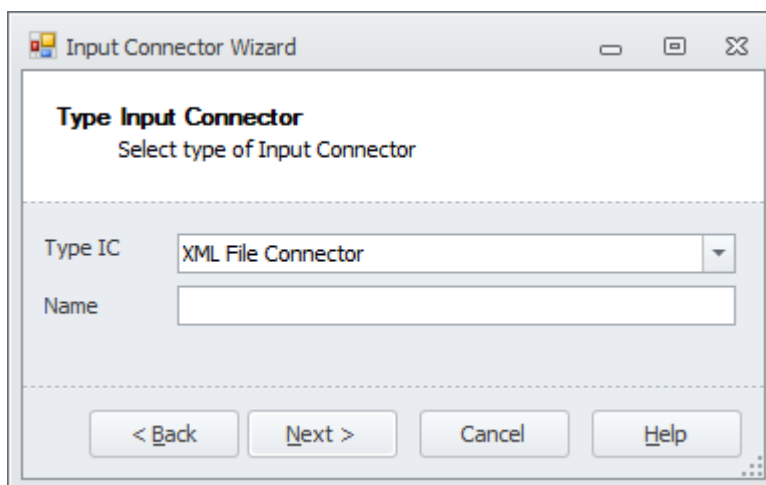 Input Connector Wizard
Type Input Connector
Select type of Input Connector
Type IC
XML File Connector
Name
< Back
Next >
Cancel
Help